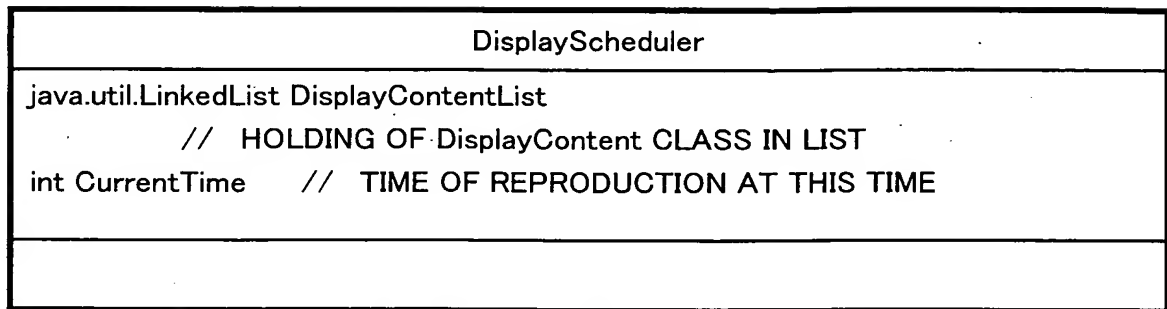 DisplayScheduler
java.util.LinkedList DisplayContentList
// HOLDING OF DisplayContent CLASS IN LIST
int CurrentTime // TIME OF REPRODUCTION AT THIS TIME